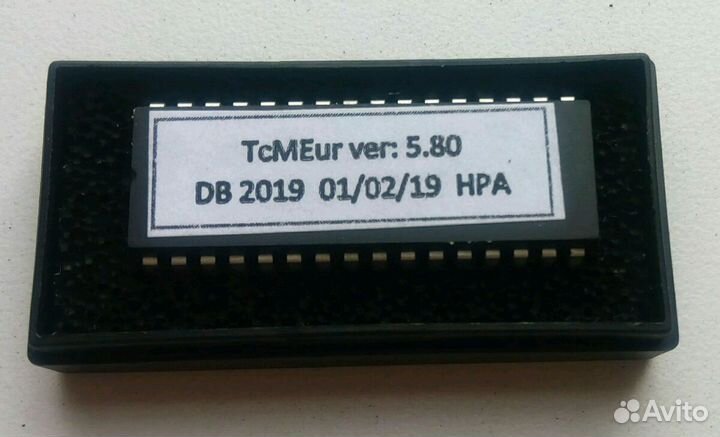 TcMEur ver: 5.80
DB 2019 01/02/19 HPA
Avito